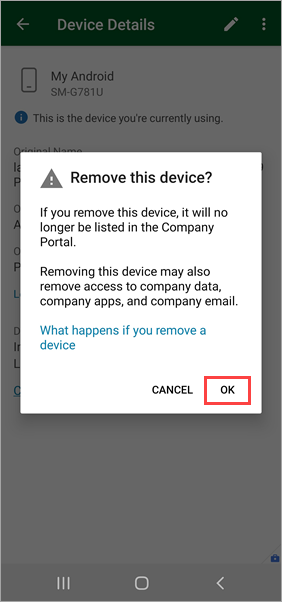 Device Details
My Android
SM-G781U
This is the device you're currently using.
Original Name
Remove this device?
If you remove this device, it will no
longer be listed in the Company
Portal.
Removing this device may also
remove access to company data,
company apps, and company email.
What happens if you remove a
device
CANCEL
OK